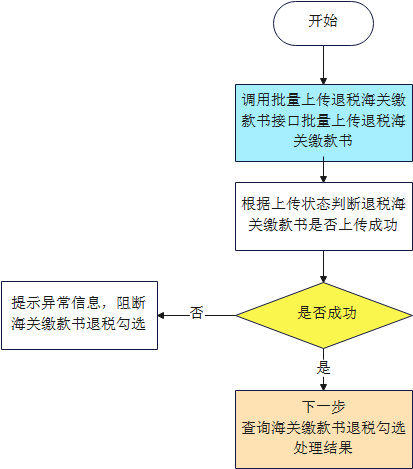 开始
调用批量上传退税海关缴
款书接口批量上传退税海
关缴款书
根据上传状态判断退税海
关缴款书是否上传成功
是否成功
否
提示异常信息，阻断
海关缴款书退税勾选
是
下一步
查询海关缴款书退税勾选
处理结果